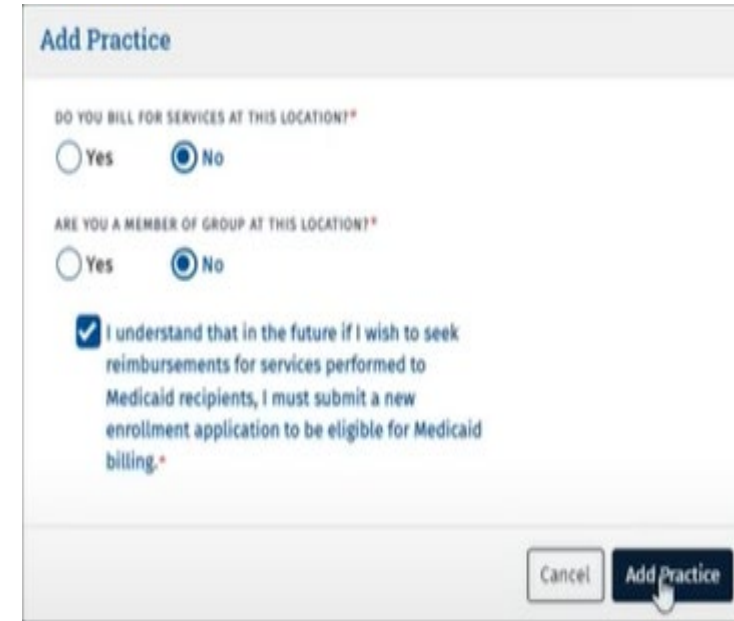 Add Practice
DO YOU BILL FOR SERVICES AT THIS LOCATION?*
Yes No
ARE YOU A MEMBER OF GROUP AT THIS LOCATION?*
Yes No
I understand that in the future if I wish to seek
reimbursements for services performed to
Medicaid recipients, I must submit a new
enrollment application to be eligible for Medicaid
billing.*
Cancel Add Practice